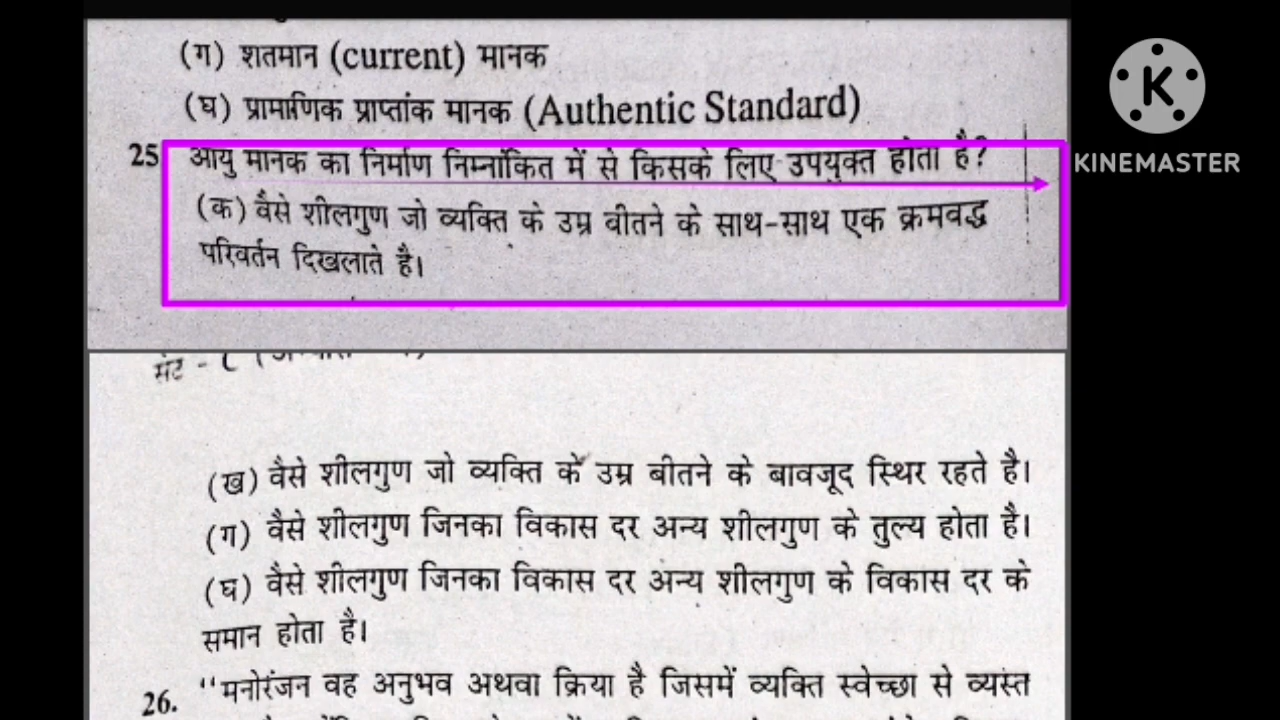 (ग) शतमान (current) मानक
(घ) प्रामाणिक प्राप्तांक मानक (Authentic Standard)
25 आयु मानक का निर्माण निम्नांकित में से किसके लिए उपयुक्त होता है?
(क) वैसे शीलगुण जो व्यक्ति के उम्र बीतने के साथ-साथ एक क्रमवद्ध
परिवर्तन दिखलाते है।
K
KINEMASTER
(ख) वैसे शीलगुण जो व्यक्ति के उम्र बीतने के बावजूद स्थिर रहते है।
(ग) वैसे शीलगुण जिनका विकास दर अन्य शीलगुण के तुल्य होता है।
(घ) वैसे शीलगुण जिनका विकास दर अन्य शीलगुण के विकास दर के
समान होता है।
26. "मनोरंजन वह अनुभव अथवा क्रिया है जिसमें व्यक्ति स्वेच्छा से व्यस्त